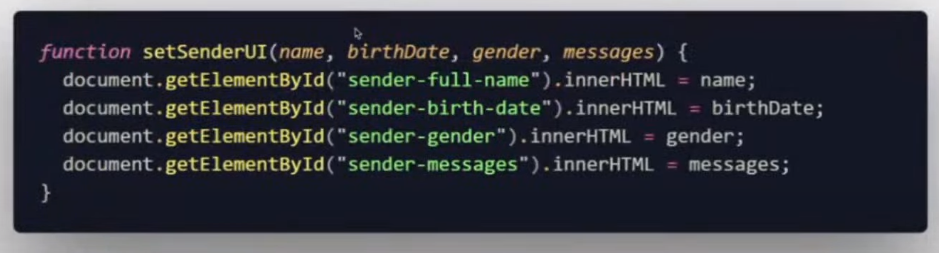 function setSenderUI(name, birthDate, gender, messages) {
  document.getElementById("sender-full-name").innerHTML = name;
  document.getElementById("sender-birth-date").innerHTML = birthDate;
  document.getElementById("sender-gender").innerHTML = gender;
  document.getElementById("sender-messages").innerHTML = messages;
}